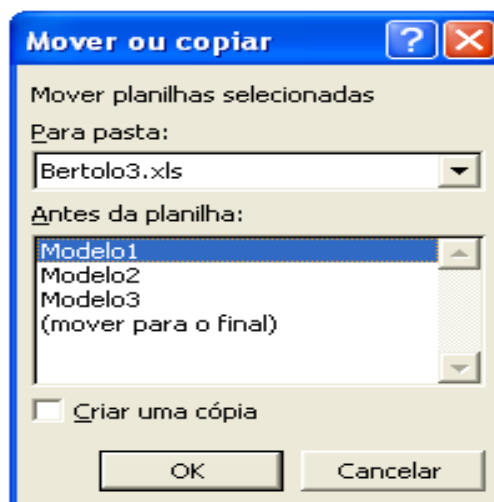 Mover ou copiar
Mover planilhas selecionadas
Para pasta:
Bertolo3.xls
Antes da planilha:
Modelo1
Modelo2
Modelo3
(mover para o final)
Criar uma cópia
OK Cancelar